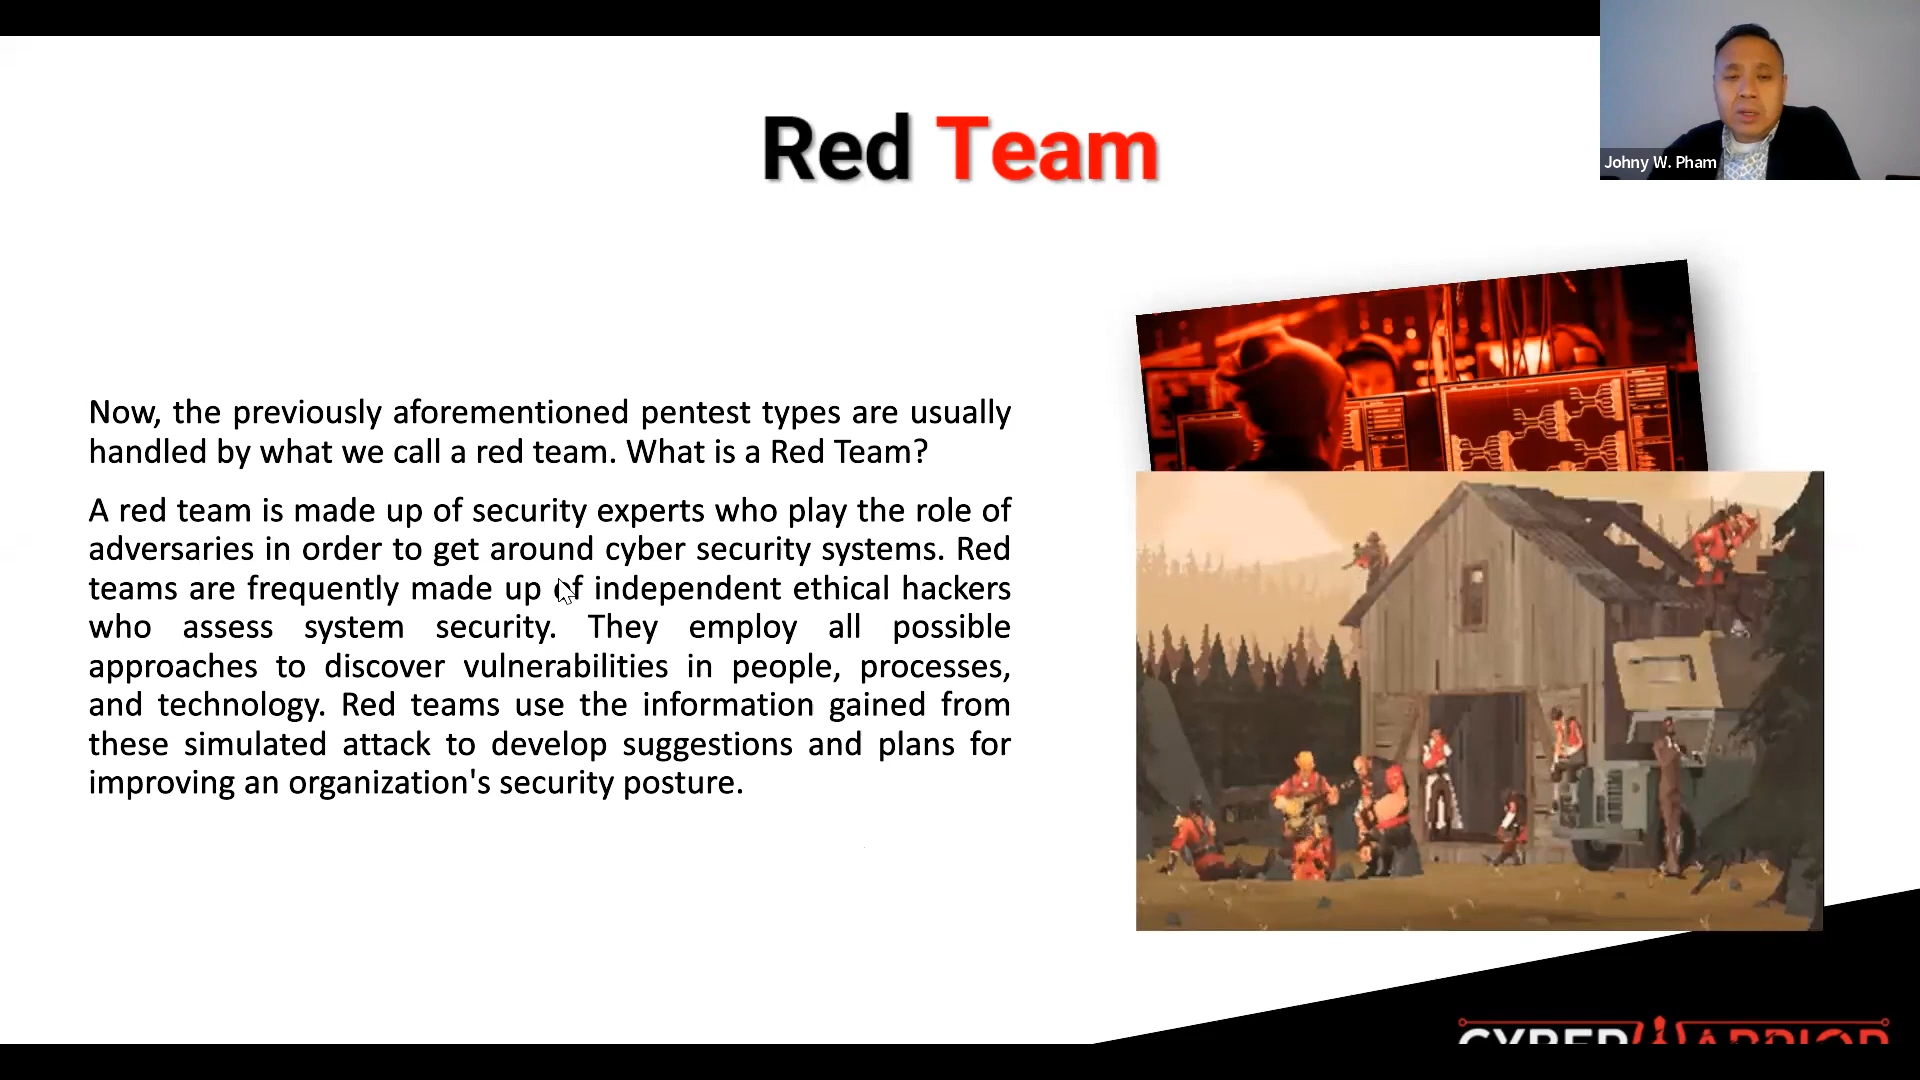 Red Team
Johny W. Pham
Now, the previously aforementioned pentest types are usually
handled by what we call a red team. What is a Red Team?
A red team is made up of security experts who play the role of
adversaries in order to get around cyber security systems. Red
teams are frequently made up of independent ethical hackers
who assess system security. They employ all possible
approaches to discover vulnerabilities in people, processes,
and technology. Red teams use the information gained from
these simulated attack to develop suggestions and plans for
improving an organization's security posture.
CYBERWARRIOR